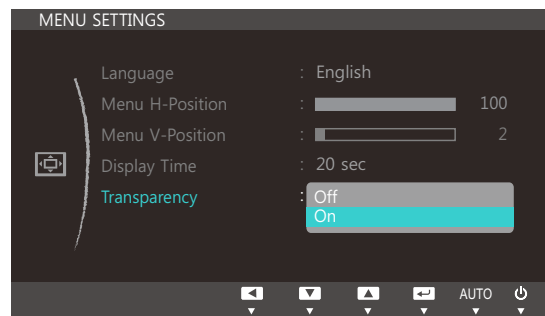 MENU SETTINGS
Language : English
Menu H-Position : 100
Menu V-Position : 2
Display Time : 20 sec
Transparency : Off
On
AUTO